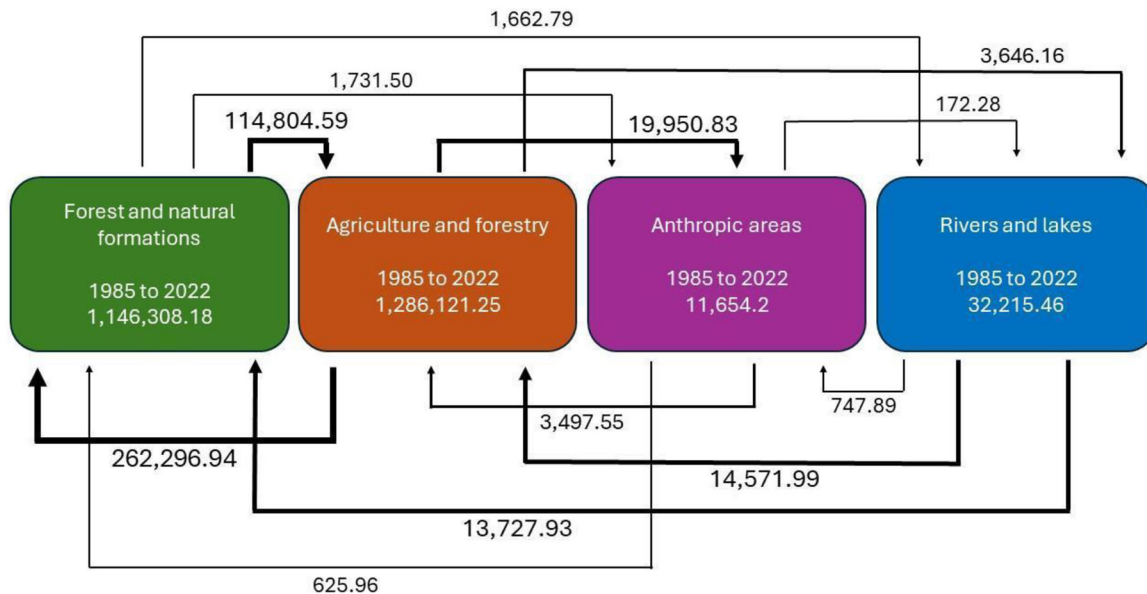 1,662.79
3,646.16
1,731.50
172.28
114,804.59
19,950.83
Forest and natural
formations
1985 to 2022
1,146,308.18
Agriculture and forestry
1985 to 2022
1,286,121.25
Anthropic areas
1985 to 2022
11,654.2
Rivers and lakes
1985 to 2022
32,215.46
747.89
3,497.55
262,296.94
14,571.99
13,727.93
625.96